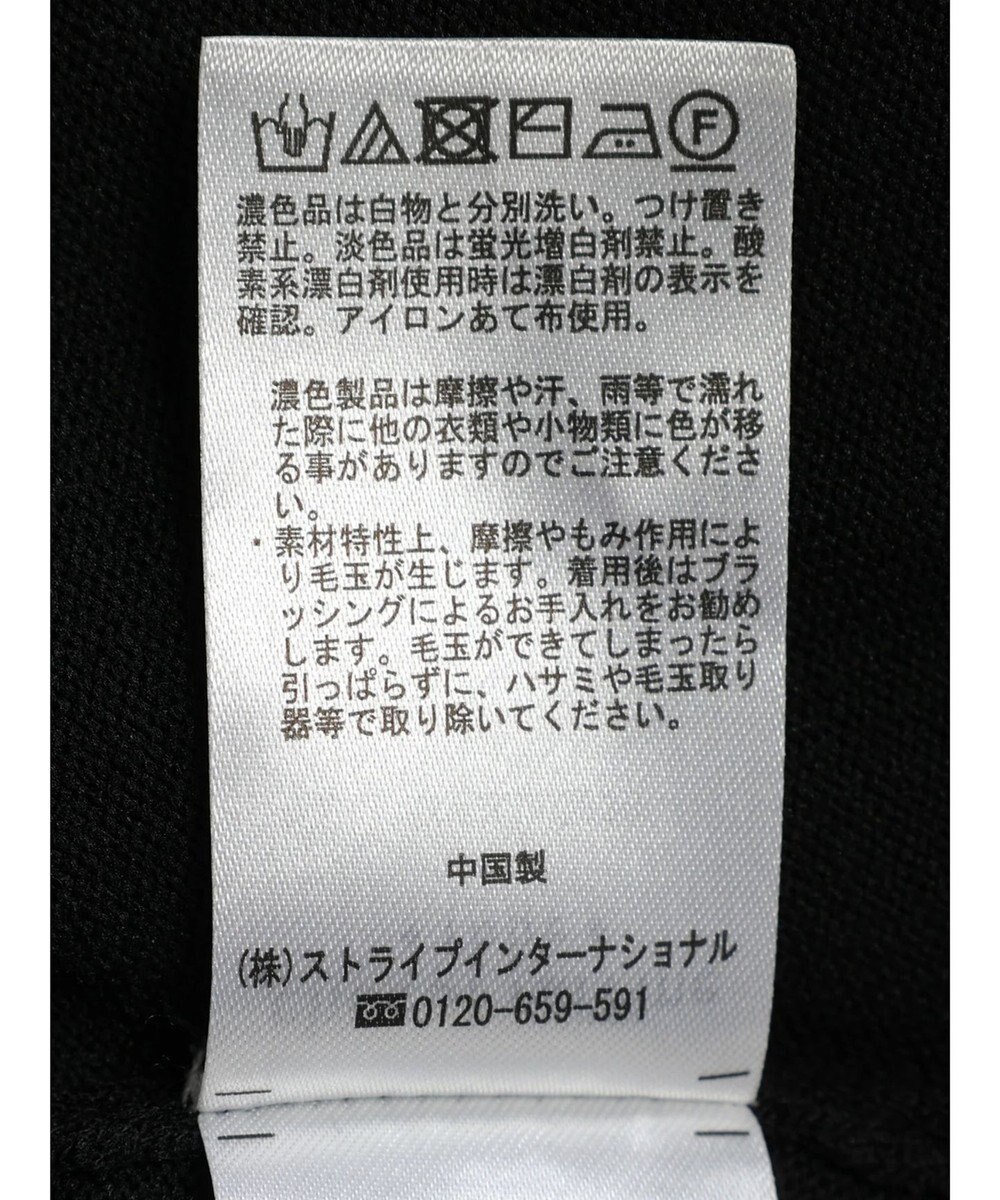 F
濃色品は白物と分別洗い。つけ置き
禁止。淡色品は蛍光増白剤禁止。酸
素系漂白剤使用時は漂白剤の表示を
確認。アイロンあて布使用。
濃色製品は摩擦や汗、雨等で濡れ
た際に他の衣類や小物類に色が移
る事がありますのでご注意くださ
い。
・素材特性上、摩擦やもみ作用によ
り毛玉が生じます。着用後はブラ
ッシングによるお手入れをお勧め
します。毛玉ができてしまったら
引っぱらずに、ハサミや毛玉取り
器等で取り除いてください。
中国製
(株)ストライプインターナショナル
0120-659-591